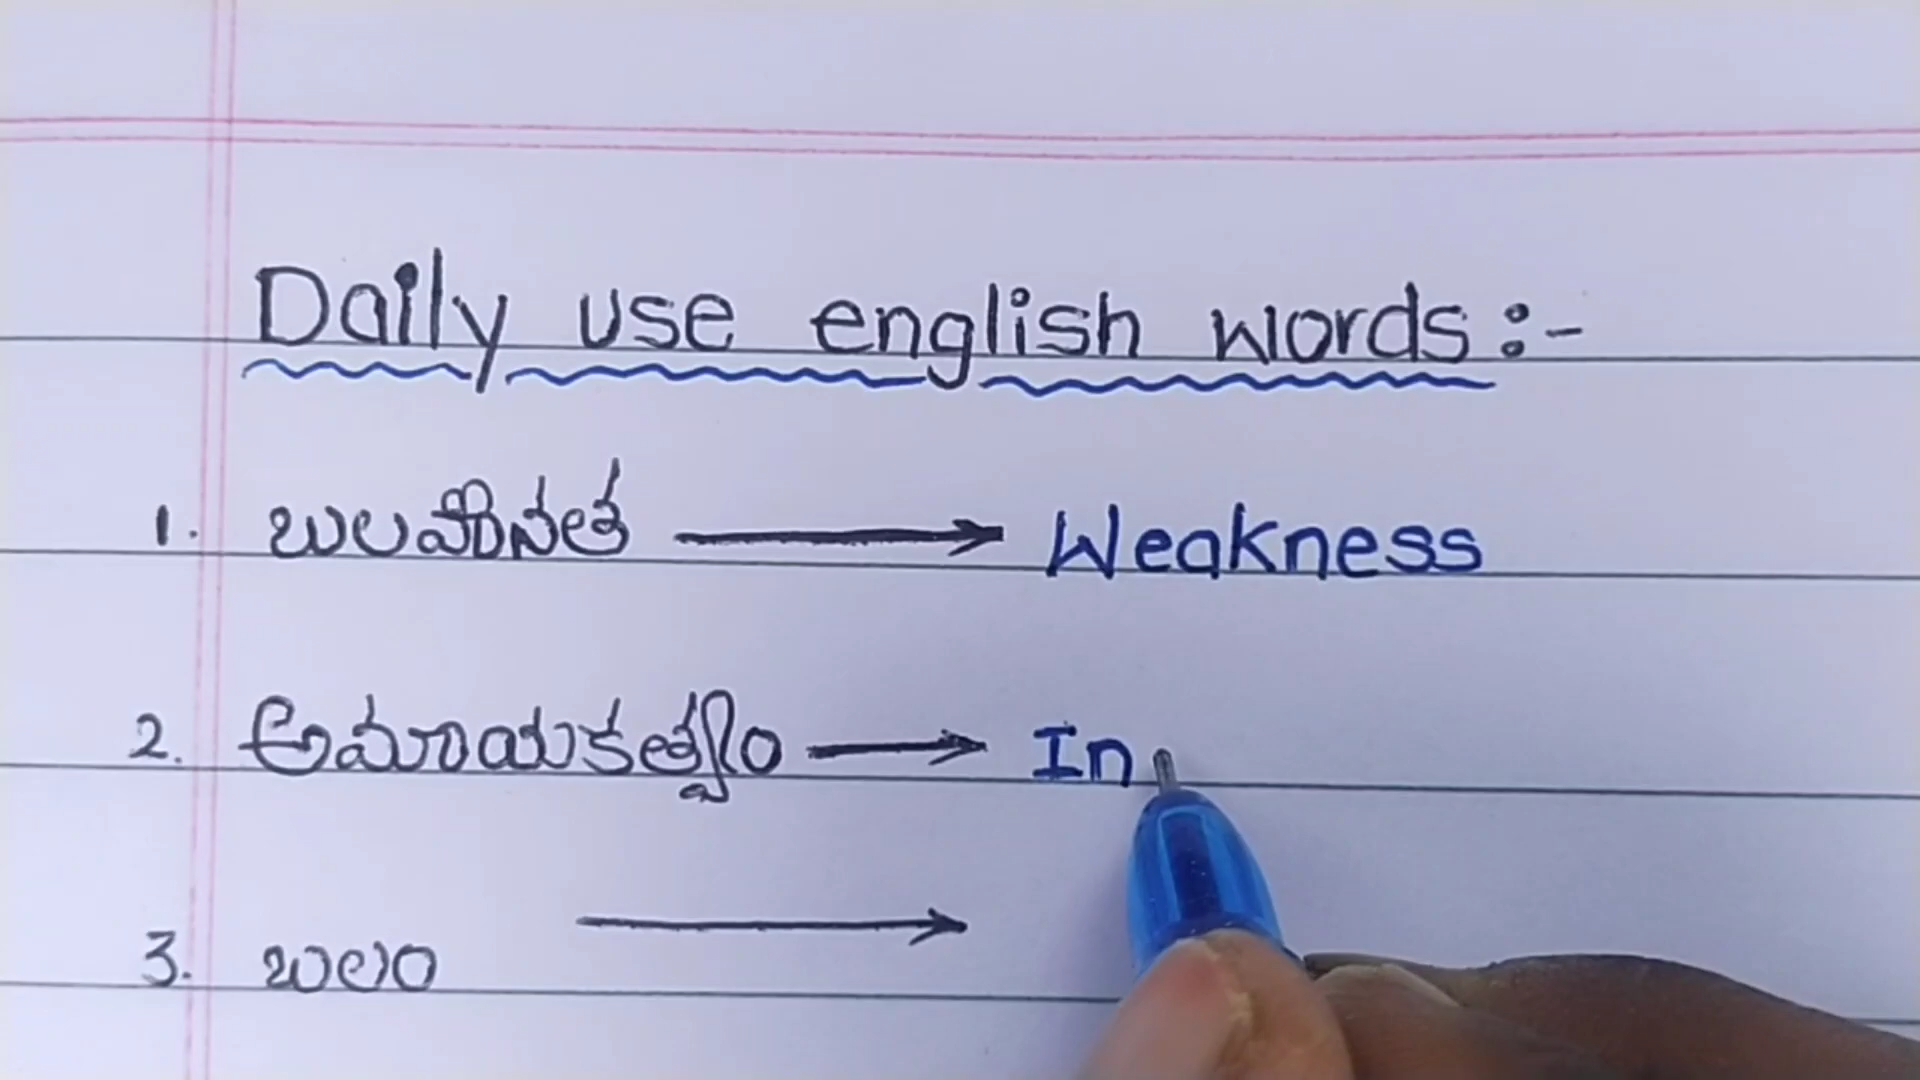 Daily use english words :-
1. బలహీనత → Weakness
2. అమాయకత్వం → In
3. బలం →